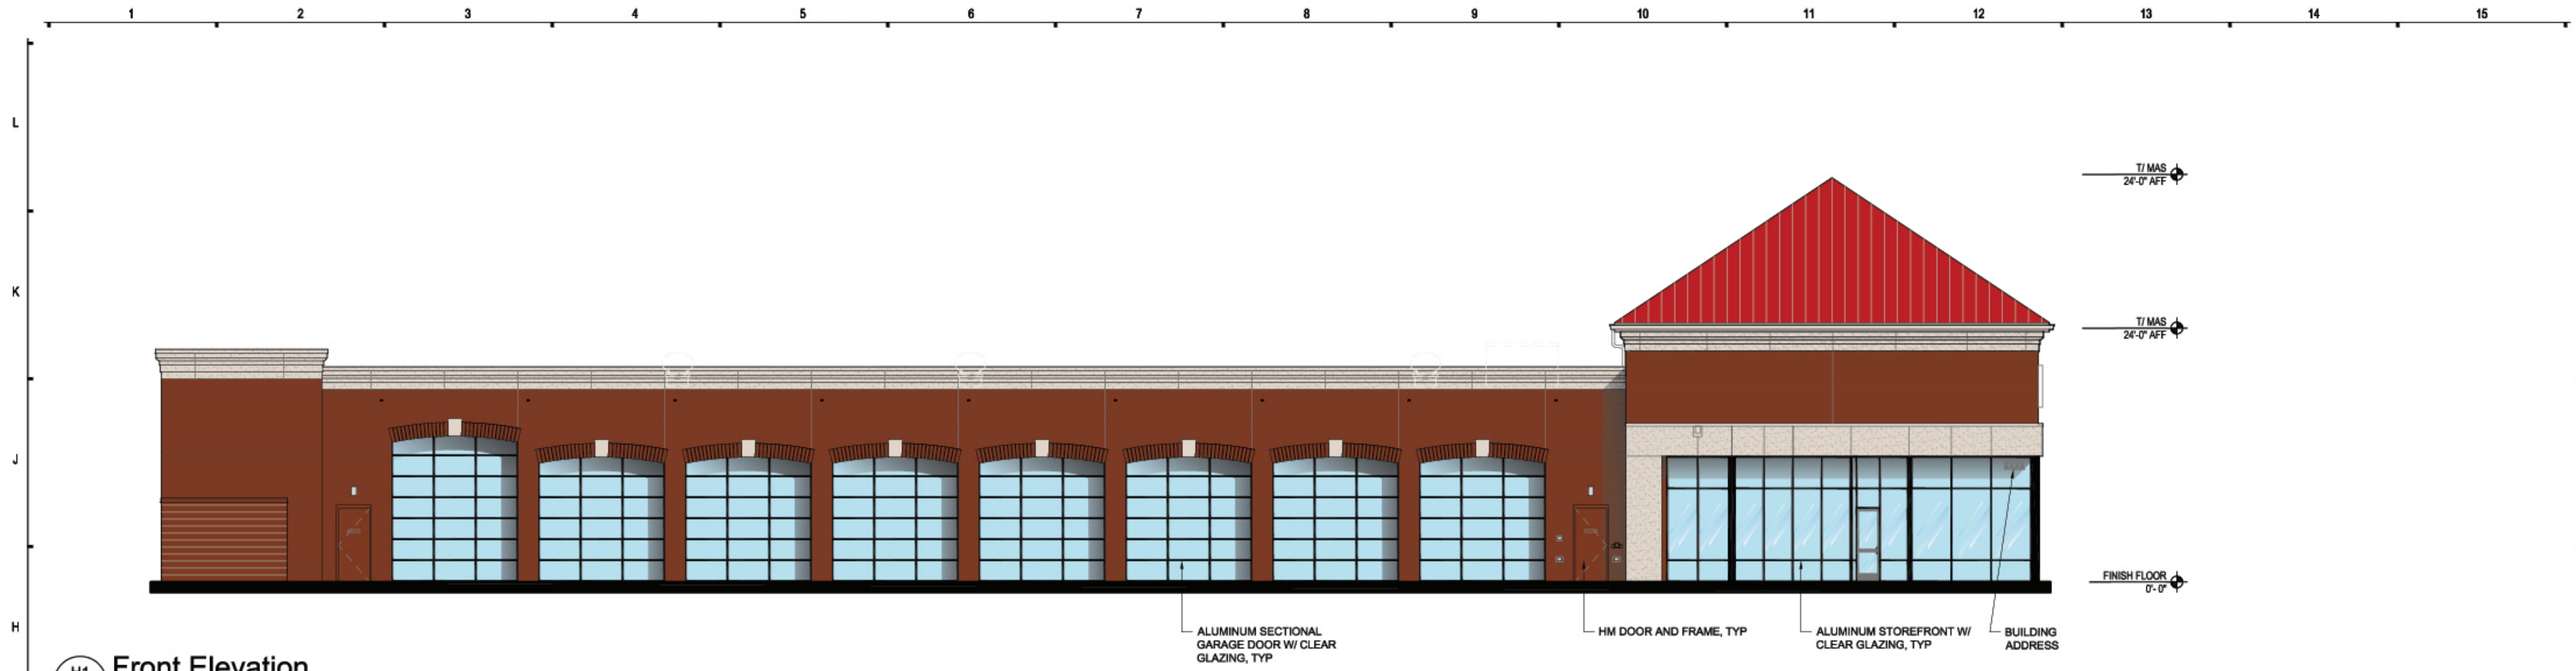 1 2 3 4 5 6 7 8 9 10 11 12 13 14 15
L
T/ MAS
24'-0" AFF
K
T/ MAS
24'-0" AFF
J
FINISH FLOOR
0'- 0"
H
ALUMINUM SECTIONAL
GARAGE DOOR W/ CLEAR
GLAZING, TYP
HM DOOR AND FRAME, TYP
ALUMINUM STOREFRONT W/
CLEAR GLAZING, TYP
BUILDING
ADDRESS
H1
Front Elevation